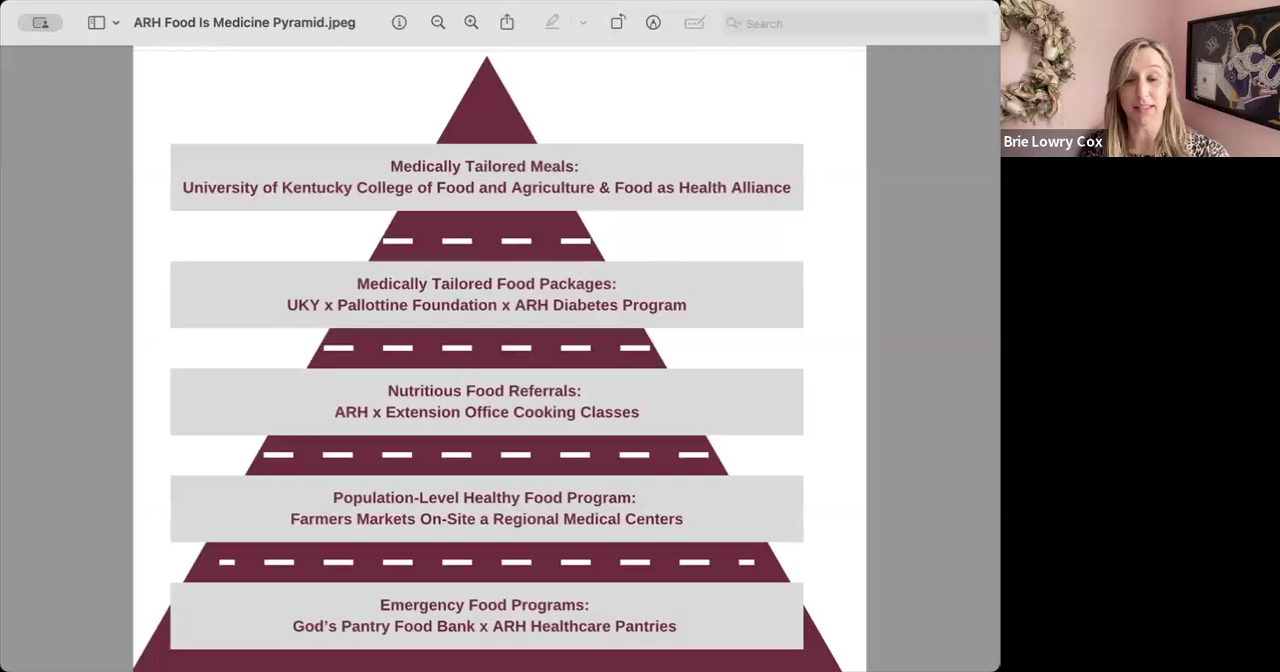 ARH Food Is Medicine Pyramid.jpeg
Search
Medically Tailored Meals:
University of Kentucky College of Food and Agriculture & Food as Health Alliance
Medically Tailored Food Packages:
UKY x Pallottine Foundation x ARH Diabetes Program
Nutritious Food Referrals:
ARH x Extension Office Cooking Classes
Population-Level Healthy Food Program:
Farmers Markets On-Site a Regional Medical Centers
Emergency Food Programs:
God's Pantry Food Bank x ARH Healthcare Pantries
TCU
Brie Lowry Cox